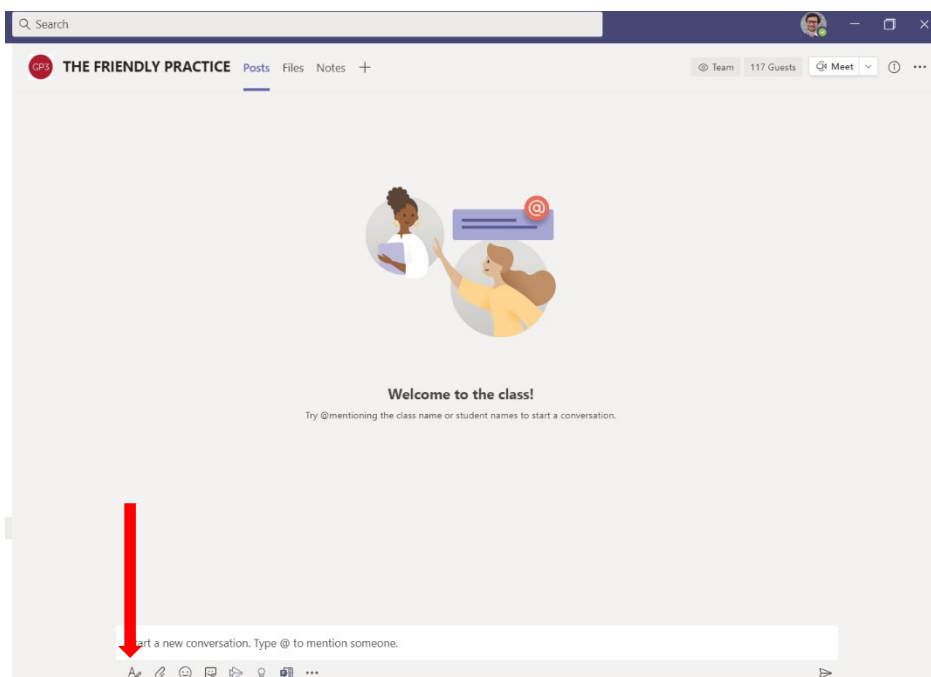 Search
GP3 THE FRIENDLY PRACTICE Posts Files Notes + Team 117 Guests Meet
@
Welcome to the class!
Try @mentioning the class name or student names to start a conversation.
art a new conversation. Type @ to mention someone.